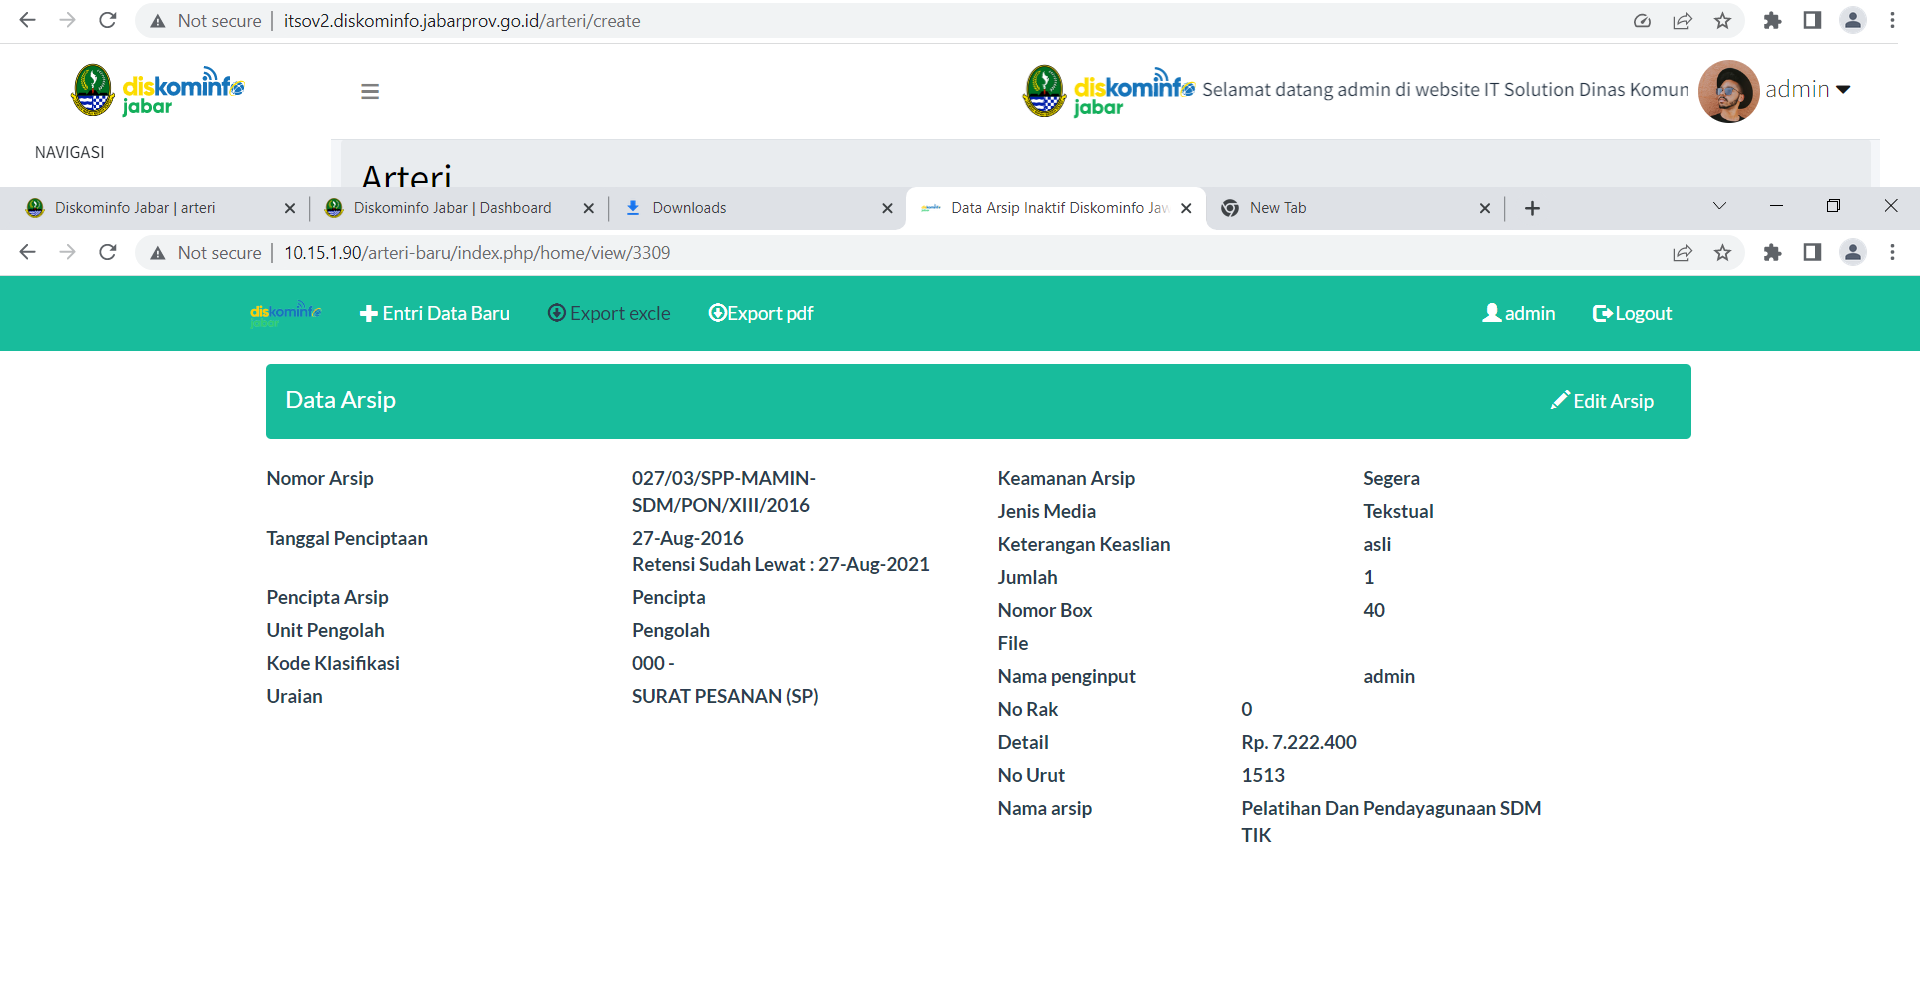 Not secure | itsov2.diskominfo.jabarprov.go.id/arteri/create
diskominfo
jabar
diskominfo
jabar
Selamat datang admin di website IT Solution Dinas Komun
admin
NAVIGASI
Arteri
Diskominfo Jabar | arteri
Diskominfo Jabar | Dashboard
Downloads
Data Arsip Inaktif Diskominfo Jaw
New Tab
Not secure | 10.15.1.90/arteri-baru/index.php/home/view/3309
diskominfo
jabar
Entri Data Baru
Export excle
Export pdf
admin
Logout
Data Arsip
Edit Arsip
Nomor Arsip
027/03/SPP-MAMIN-
SDM/PON/XIII/2016
Tanggal Penciptaan
27-Aug-2016
Retensi Sudah Lewat : 27-Aug-2021
Pencipta Arsip
Pencipta
Unit Pengolah
Pengolah
Kode Klasifikasi
000 -
Uraian
SURAT PESANAN (SP)
Keamanan Arsip
Segera
Jenis Media
Tekstual
Keterangan Keaslian
asli
Jumlah
1
Nomor Box
40
File
Nama penginput
admin
No Rak
0
Detail
Rp. 7.222.400
No Urut
1513
Nama arsip
Pelatihan Dan Pendayagunaan SDM
TIK